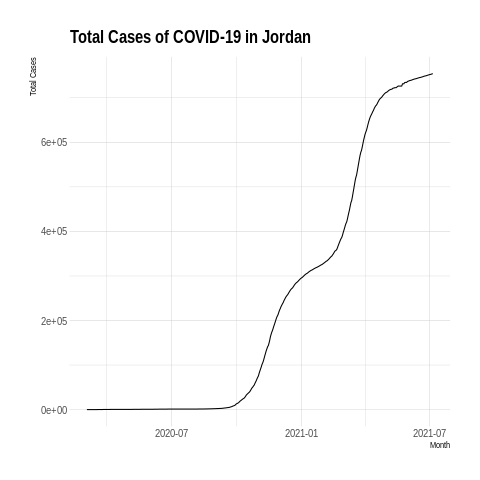 Total Cases of COVID-19 in Jordan
Total Cases
6e+05
4e+05
2e+05
0e+00
2020-07 2021-01 2021-07
Month